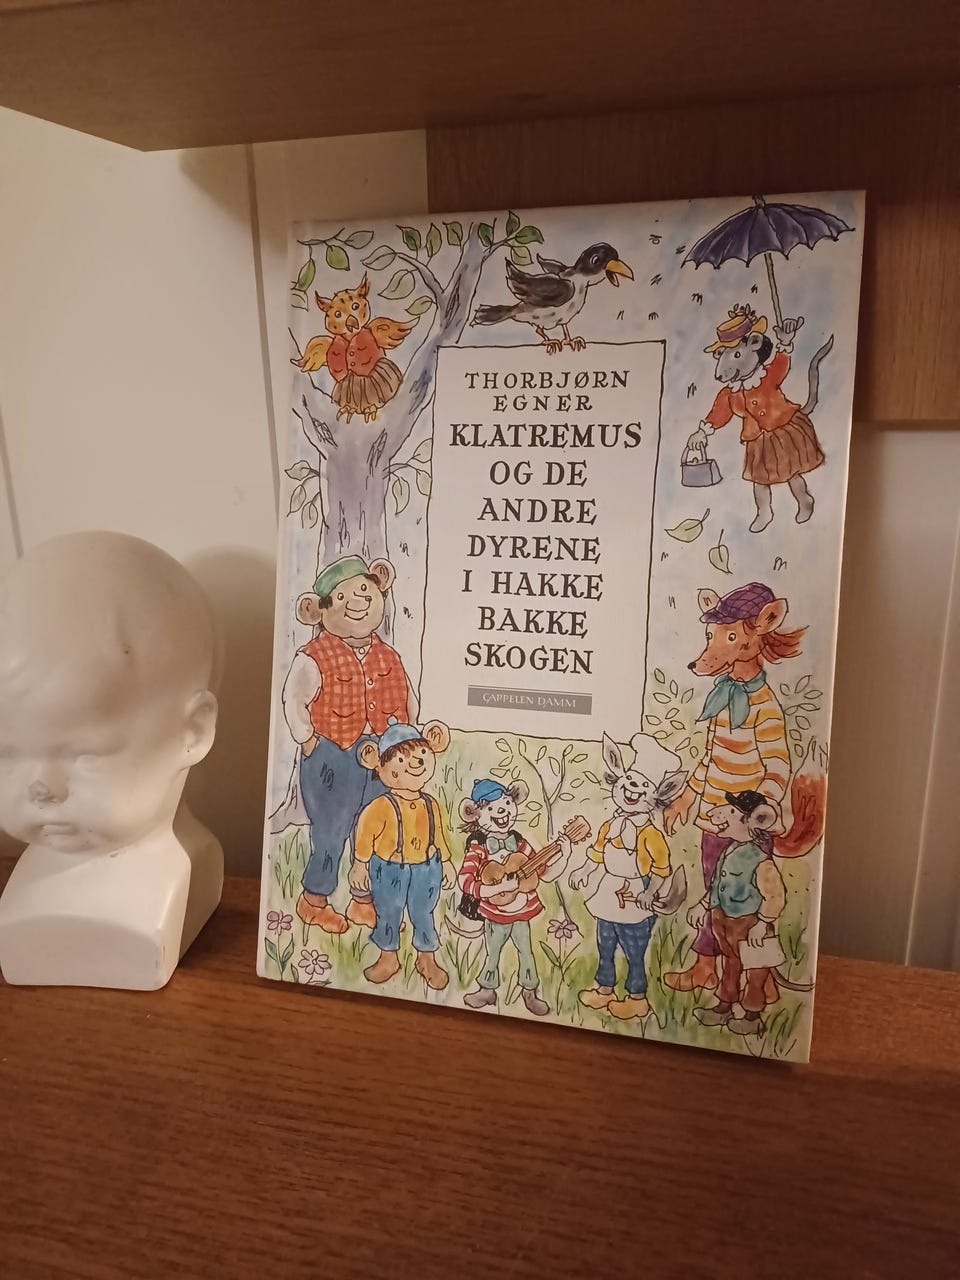 THORBJØRN
EGNER
KLATREMUS
OG DE
ANDRE
DYRENE
I HAKKE
BAKKE
SKOGEN
CAPPELEN DAMM